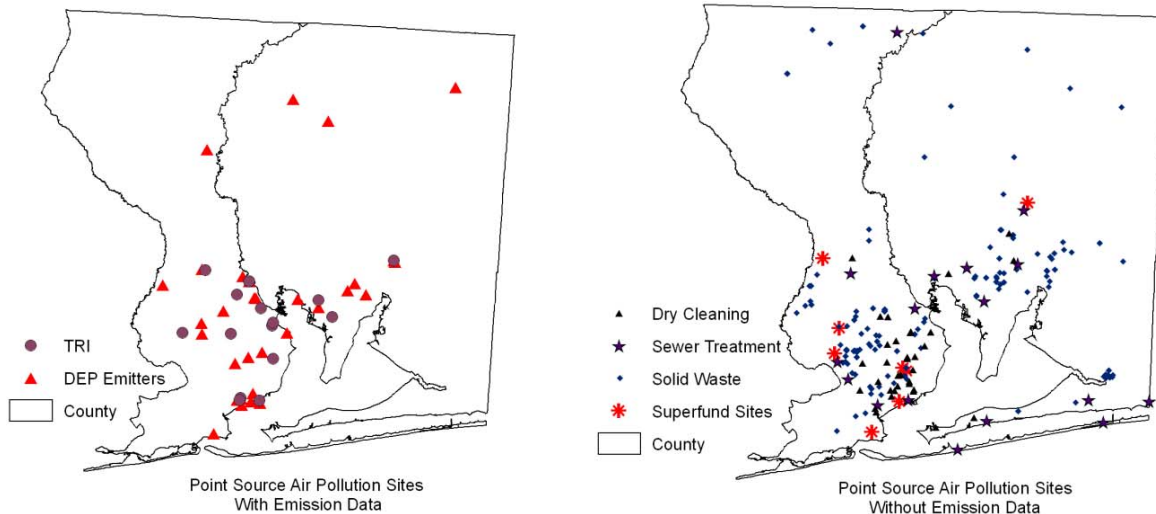 TRI
DEP Emitters
County
Point Source Air Pollution Sites
With Emission Data
Dry Cleaning
Sewer Treatment
Solid Waste
Superfund Sites
County
Point Source Air Pollution Sites
Without Emission Data